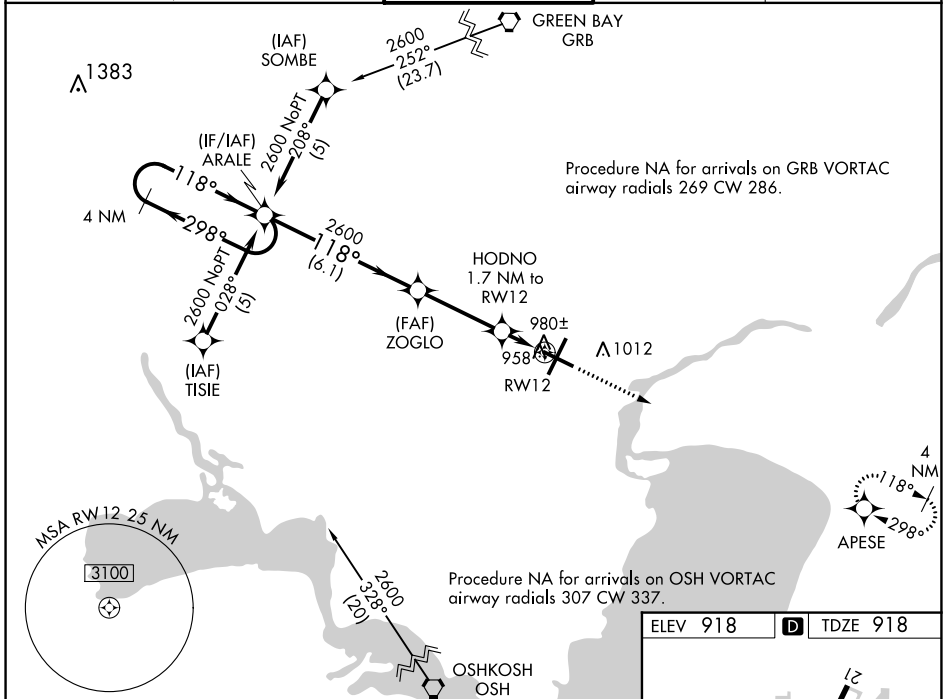 GREEN BAY
GRB
2600
252°
(23.7)
(IAF)
SOMBE
1383
2600 NoPT
208°
(5)
(IF/IAF)
ARALE
118°
4 NM
298°
2600
118°
(6.1)
Procedure NA for arrivals on GRB VORTAC
airway radials 269 CW 286.
2600 NoPT
028°
(5)
(IAF)
TISIE
(FAF)
ZOGLO
HODNO
1.7 NM to
RW12
980±
958
1012
RW12
4
NM
118°
298°
APESE
MSA RW12 25 NM
3100
2600
328°
(20)
Procedure NA for arrivals on OSH VORTAC
airway radials 307 CW 337.
OSHKOSH
OSH
ELEV 918
D
TDZE 918
21